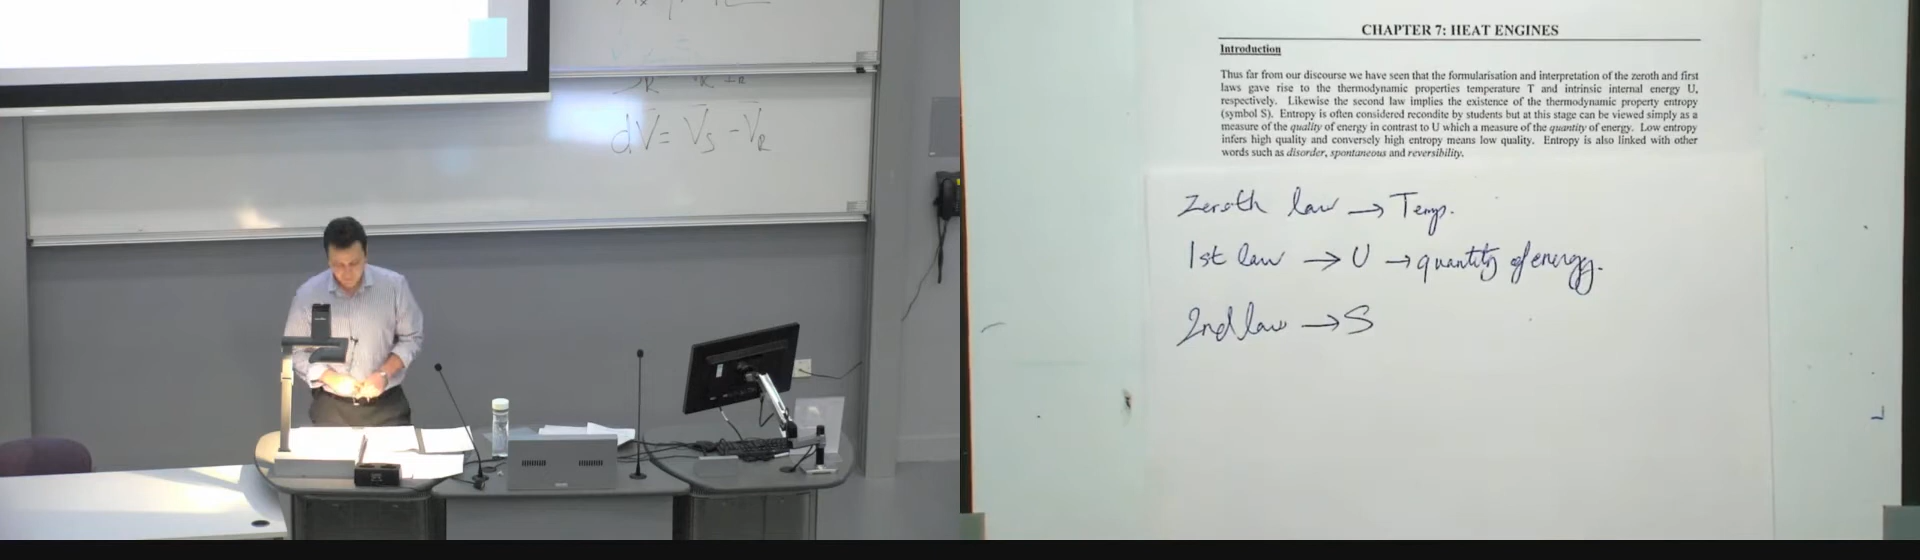 dV = V_S - V_R
CHAPTER 7: HEAT ENGINES
Introduction
Thus far from our discourse we have seen that the formularisation and interpretation of the zeroth and first
laws gave rise to the thermodynamic properties temperature T and intrinsic internal energy U,
respectively. Likewise the second law implies the existence of the thermodynamic property entropy
(symbol S). Entropy is often considered recondite by students but at this stage can be viewed simply as a
measure of the quality of energy in contrast to U which a measure of the quantity of energy. Low entropy
infers high quality and conversely high entropy means low quality. Entropy is also linked with other
words such as disorder, spontaneous and reversibility.
Zeroth law → Temp.
1st law → U → quantity of energy.
2nd law → S